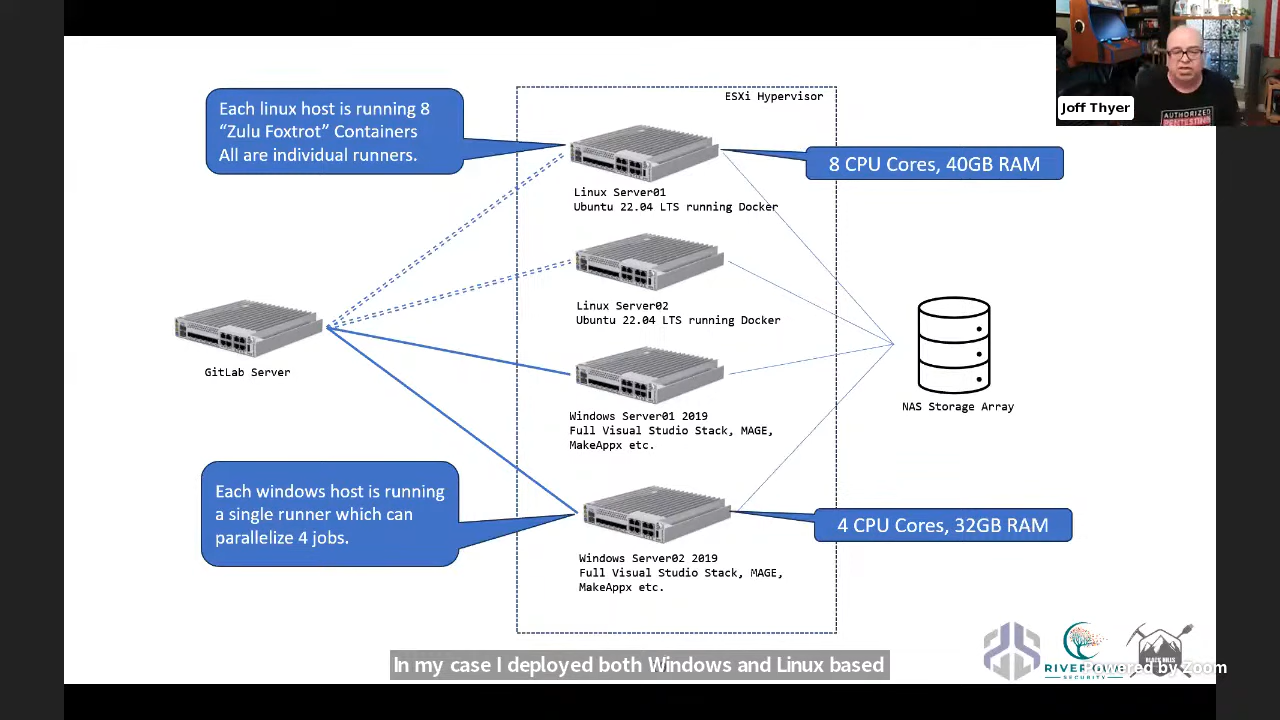 Joff Thyer
AUTHORIZED
PENTESTING
ESXi Hypervisor
Each linux host is running 8
“Zulu Foxtrot” Containers
All are individual runners.
8 CPU Cores, 40GB RAM
Linux Server01
Ubuntu 22.04 LTS running Docker
Linux Server02
Ubuntu 22.04 LTS running Docker
GitLab Server
NAS Storage Array
Windows Server01 2019
Full Visual Studio Stack, MAGE,
MakeAppx etc.
Each windows host is running
a single runner which can
parallelize 4 jobs.
4 CPU Cores, 32GB RAM
Windows Server02 2019
Full Visual Studio Stack, MAGE,
MakeAppx etc.
In my case I deployed both Windows and Linux based
SECURITY
BLACK HILLS
Powered by Zoom